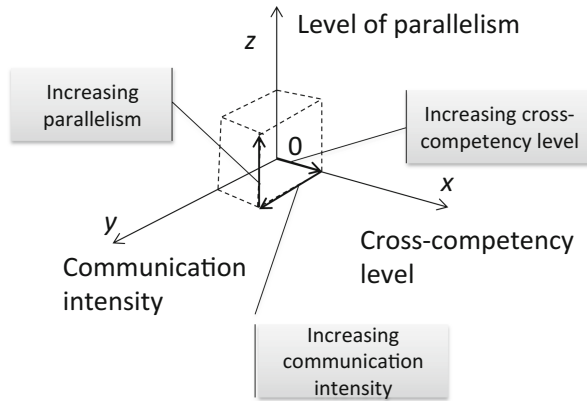 z
Level of parallelism
Increasing
parallelism
0
Increasing cross-
competency level
x
y
Communication
intensity
Cross-competency
level
Increasing
communication
intensity